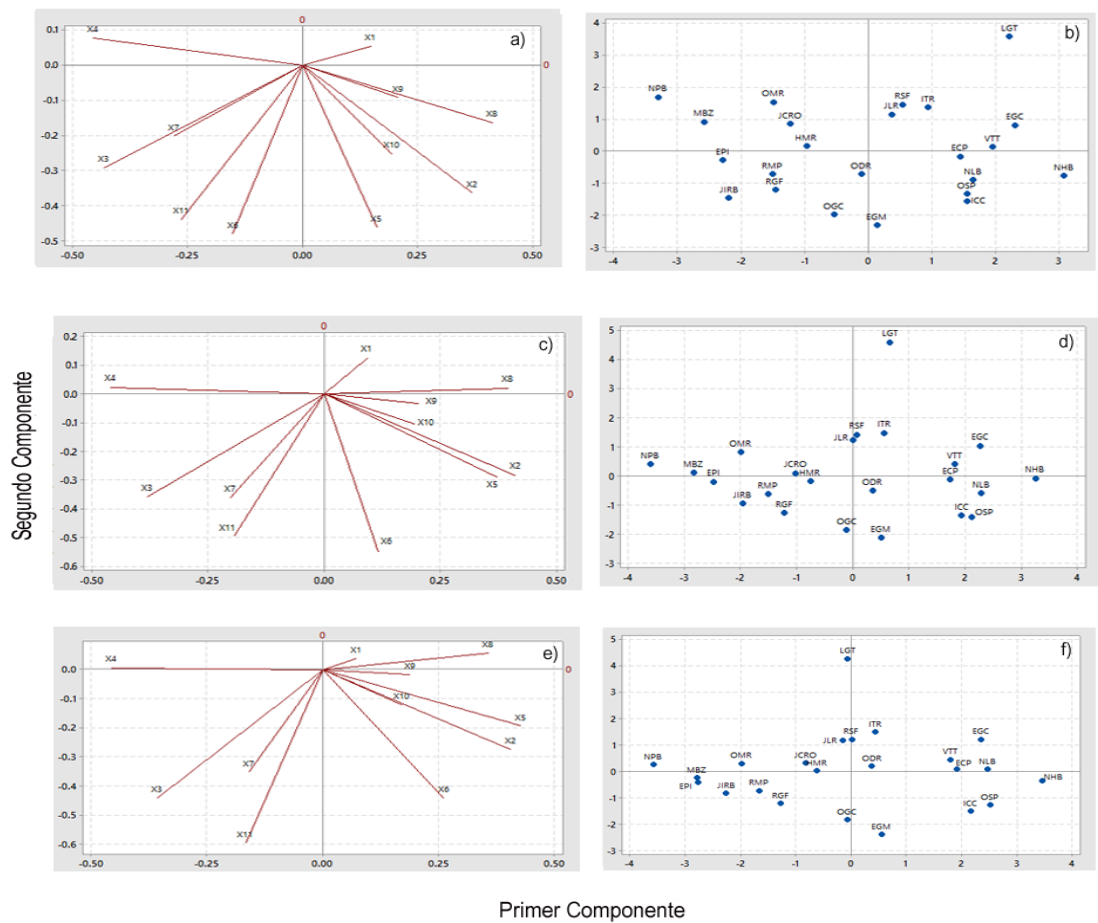 a)
0
0.1
0.0
-0.1
-0.2
-0.3
-0.4
-0.5
-0.50
-0.25
0.00
0.25
0.50
0
X4
X1
X9
X8
X7
X10
X3
X2
X11
X6
X5
b)
4
3
2
1
0
-1
-2
-3
-4
-3
-2
-1
0
1
2
3
LGT
NPB
OMR
RSF
ITR
JLR
MBZ
JCRO
EGC
HMR
VTT
EPI
ECP
RMP
ODR
NLB
NHB
JIRB
RGF
OSP
ICC
OGC
EGM
c)
0
0.2
0.1
0.0
-0.1
-0.2
-0.3
-0.4
-0.5
-0.6
-0.50
-0.25
0.00
0.25
0.50
0
X1
X4
X8
X9
X10
X2
X5
X3
X7
X11
X6
d)
5
4
3
2
1
0
-1
-2
-3
-4
-3
-2
-1
0
1
2
3
4
LGT
RSF
ITR
JLR
EGC
OMR
NPB
VTT
MBZ
EPI
JCRO
HMR
ECP
NHB
RMP
ODR
NLB
JIRB
RGF
ICC
OSP
OGC
EGM
e)
0
0.0
-0.1
-0.2
-0.3
-0.4
-0.5
-0.6
-0.50
-0.25
0.00
0.25
0.50
0
X1
X8
X4
X9
X10
X5
X2
X7
X3
X6
X11
f)
5
4
3
2
1
0
-1
-2
-3
-4
-3
-2
-1
0
1
2
3
4
LGT
ITR
RSF
JLR
EGC
VTT
NPB
OMR
JCRO
HMR
ODR
ECP
NLB
MBZ
EPI
NHB
JIRB
RMP
RGF
ICC
OSP
OGC
EGM
Segundo Componente
Primer Componente